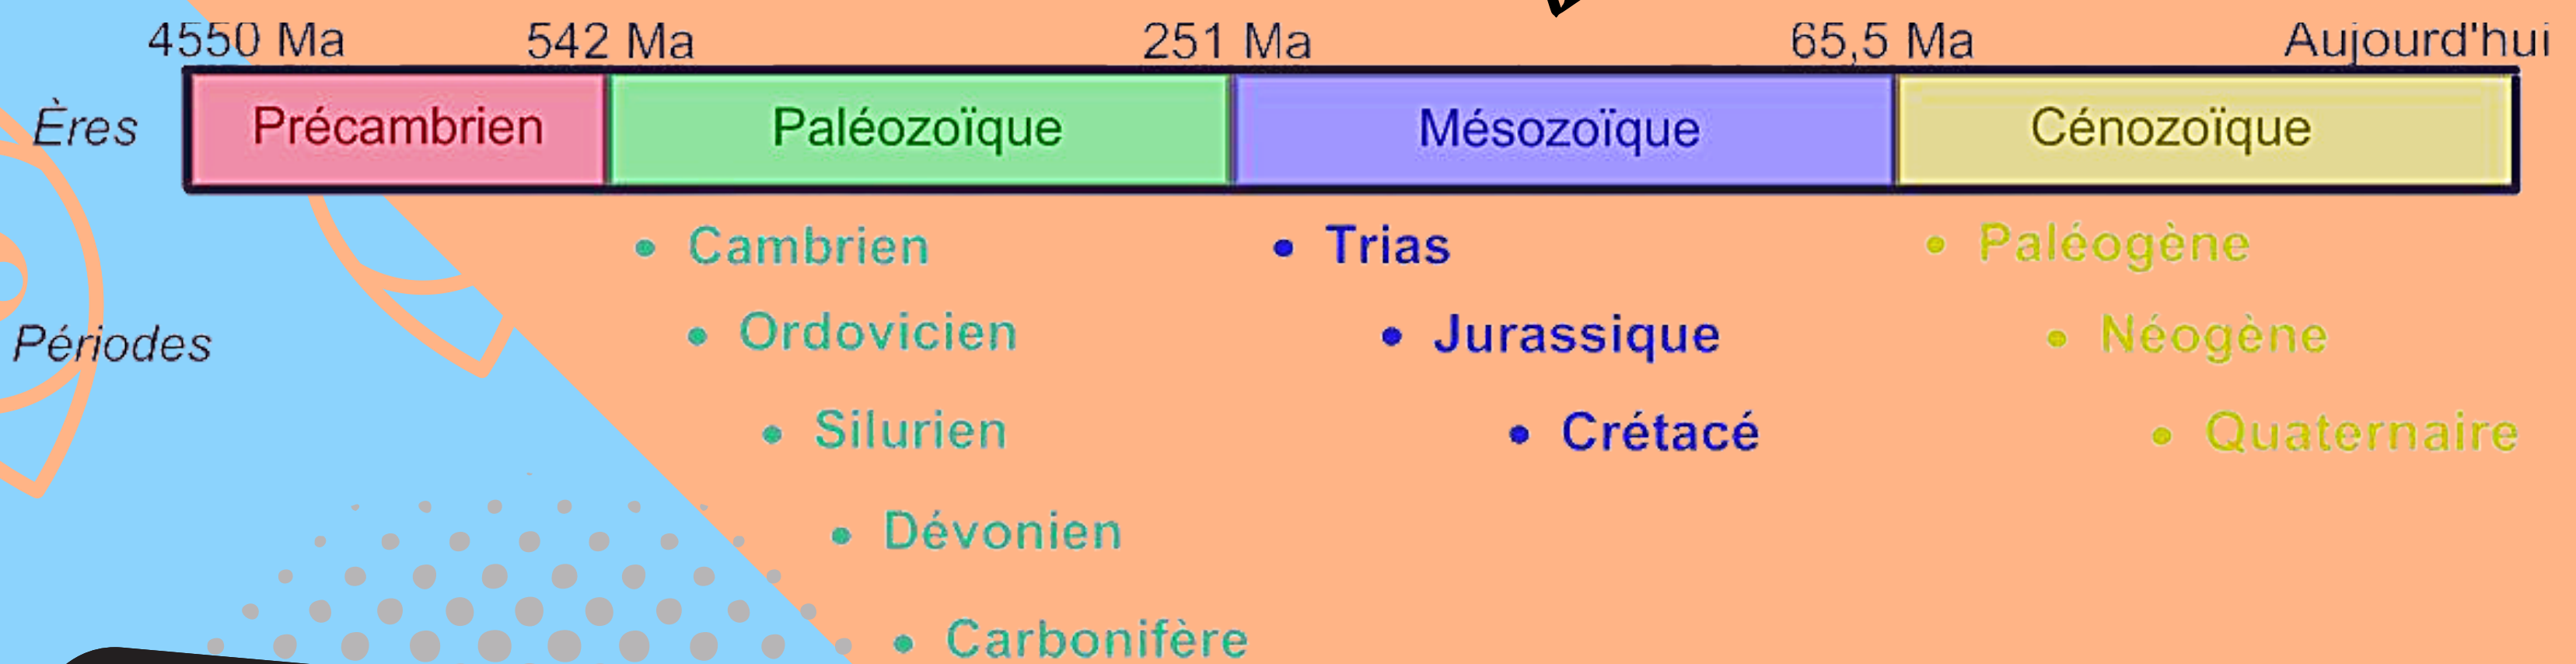 4550 Ma 542 Ma 251 Ma 65,5 Ma Aujourd'hui
Ères Précambrien Paléozoïque Mésozoïque Cénozoïque
• Cambrien • Trias • Paléogène
• Ordovicien • Jurassique • Néogène
Périodes
• Silurien • Crétacé • Quaternaire
• Dévonien
• Carbonifère